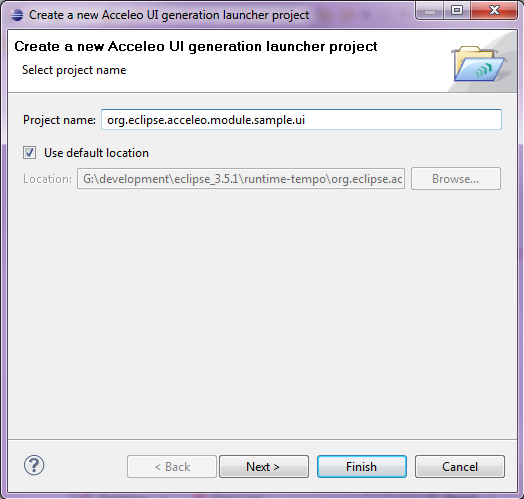 Create a new Acceleo UI generation launcher project
Create a new Acceleo UI generation launcher project
Select project name
Project name: org.eclipse.acceleo.module.sample.ui
Use default location
Location: G:\development\eclipse_3.5.1\runtime-tempo\org.eclipse.ac Browse...
< Back Next > Finish Cancel